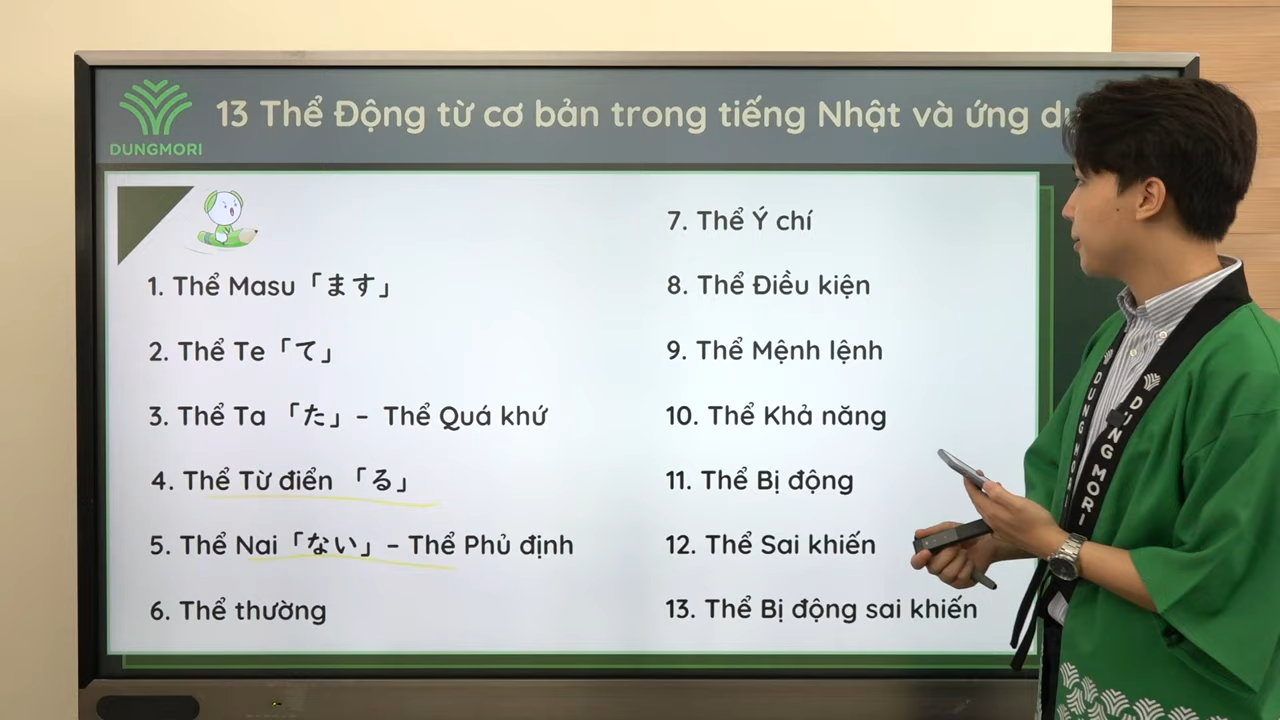 DUNGMORI
13 Thể Động từ cơ bản trong tiếng Nhật và ứng
1. Thể Masu「ます」
2. Thể Te「て」
3. Thể Ta 「た」– Thể Quá khứ
4. Thể Từ điển 「る」
5. Thể Nai「ない」– Thể Phủ định
6. Thể thường
7. Thể Ý chí
8. Thể Điều kiện
9. Thể Mệnh lệnh
10. Thể Khả năng
11. Thể Bị động
12. Thể Sai khiến
13. Thể Bị động sai khiến
DUNG MORI
DUNGMORI